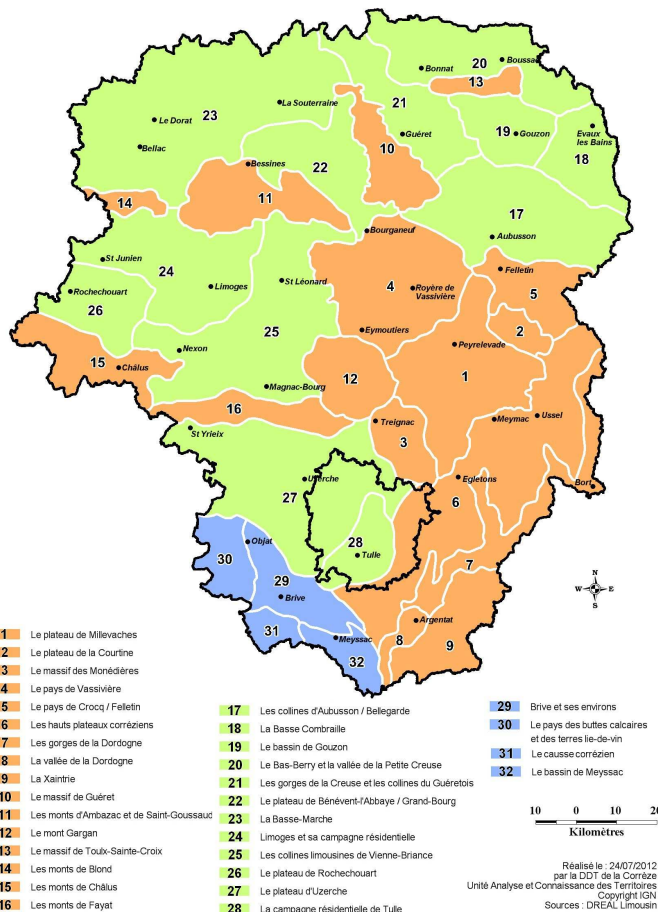 20
Boussac
Bonnat
13
La Souterraine
21
23
Le Dorat
Guéret
19
Gouzon
Evaux
les Bains
Bellac
10
18
Bessines
22
11
14
17
Bourganeuf
Aubusson
St Junien
Felletin
24
Rochechouart
Limoges
St Léonard
4
Royère de
Vassivière
5
26
25
Eymoutiers
2
Nexon
Peyrelevade
15
Châlus
12
1
Magnac-Bourg
16
Treignac
Meymac
Ussel
St Yrieix
3
Uzerche
Egletons
Bort
27
6
28
Objat
Tulle
30
7
29
Brive
N
W E
S
Argentat
31
Meyssac
8
9
32
1 Le plateau de Millevaches
2 Le plateau de la Courtine
3 Le massif des Monédières
4 Le pays de Vassivière
5 Le pays de Crocq / Felletin
6 Les hauts plateaux corréziens
7 Les gorges de la Dordogne
8 La vallée de la Dordogne
9 La Xaintrie
10 Le massif de Guéret
11 Les monts d'Ambazac et de Saint-Goussaud
12 Le mont Gargan
13 Le massif de Toulx-Sainte-Croix
14 Les monts de Blond
15 Les monts de Châlus
16 Les monts de Fayat
17 Les collines d'Aubusson / Bellegarde
18 La Basse Combraille
19 Le bassin de Gouzon
20 Le Bas-Berry et la vallée de la Petite Creuse
21 Les gorges de la Creuse et les collines du Guéretois
22 Le plateau de Bénévent-l'Abbaye / Grand-Bourg
23 La Basse-Marche
24 Limoges et sa campagne résidentielle
25 Les collines limousines de Vienne-Briance
26 Le plateau de Rochechouart
27 Le plateau d'Uzerche
28 La campagne résidentielle de Tulle
29 Brive et ses environs
30 Le pays des buttes calcaires
et des terres lie-de-vin
31 Le causse corrézien
32 Le bassin de Meyssac
10 0 20
Kilomètres
Réalisé le : 24/07/2012
par la DDT de la Corrèze
Unité Analyse et Connaissance des Territoires
Copyright IGN
Sources : DREAL Limousin